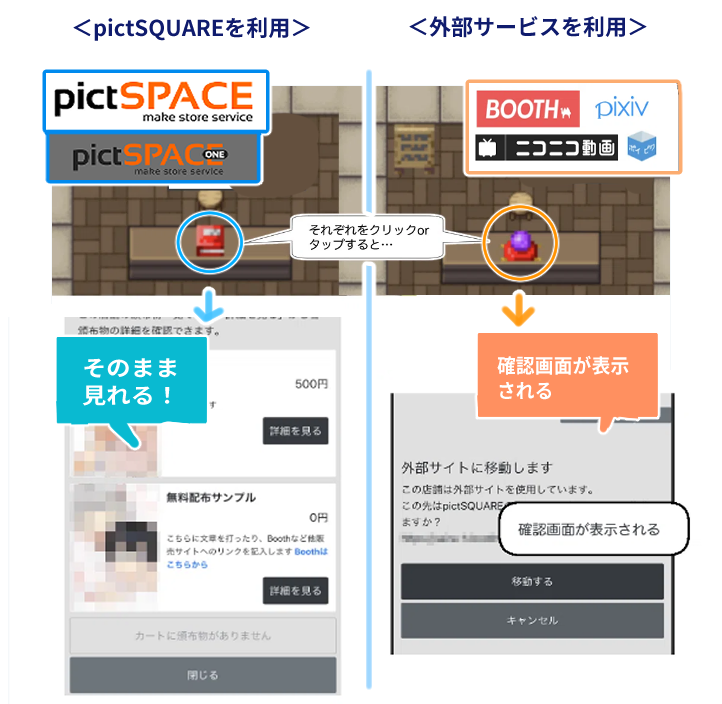 ＜pictSQUAREを利用＞
＜外部サービスを利用＞
pictSPACE
make store service
pictSPACE ONE
make store service
BOOTH
pixiv
ニコニコ動画
それぞれをクリックor
タップすると…
頒布物の詳細を確認できます。
そのまま
見れる！
500円
詳細を見る
無料配布サンプル
0円
こちらに文章を打ったり、Boothなど他販
売サイトへのリンクを記入します Boothは
こちらから
詳細を見る
カートに頒布物がありません
閉じる
確認画面が表示
される
外部サイトに移動します
この店舗は外部サイトを使用しています。
この先はpictSQUARE
ますか？
確認画面が表示される
移動する
キャンセル